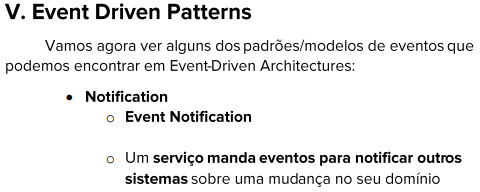 V. Event Driven Patterns
Vamos agora ver alguns dos padrões/modelos de eventos que
podemos encontrar em Event-Driven Architectures:
• Notification
○ Event Notification
○ Um serviço manda eventos para notificar outros
sistemas sobre uma mudança no seu domínio